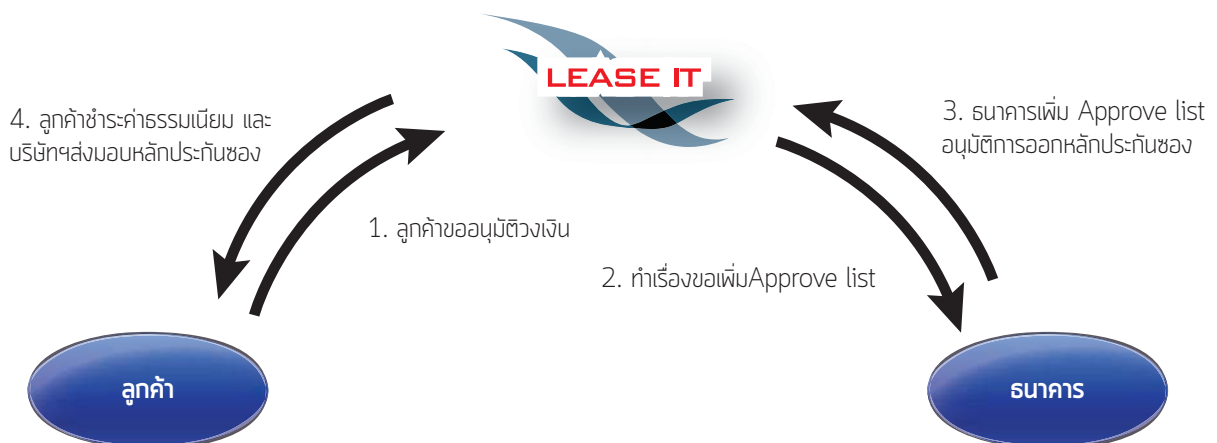 LEASE IT
4. ลูกค้าชำระค่าธรรมเนียม และ
บริษัทฯส่งมอบหลักประกันซอง
3. ธนาคารเพิ่ม Approve list
อนุมัติการออกหลักประกันซอง
1. ลูกค้าขออนุมัติวงเงิน
2. ทำเรื่องขอเพิ่มApprove list
ลูกค้า
ธนาคาร